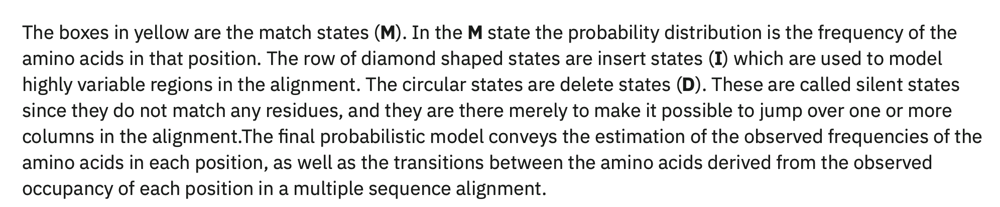 The boxes in yellow are the match states (M). In the M state the probability distribution is the frequency of the
amino acids in that position. The row of diamond shaped states are insert states (I) which are used to model
highly variable regions in the alignment. The circular states are delete states (D). These are called silent states
since they do not match any residues, and they are there merely to make it possible to jump over one or more
columns in the alignment.The final probabilistic model conveys the estimation of the observed frequencies of the
amino acids in each position, as well as the transitions between the amino acids derived from the observed
occupancy of each position in a multiple sequence alignment.